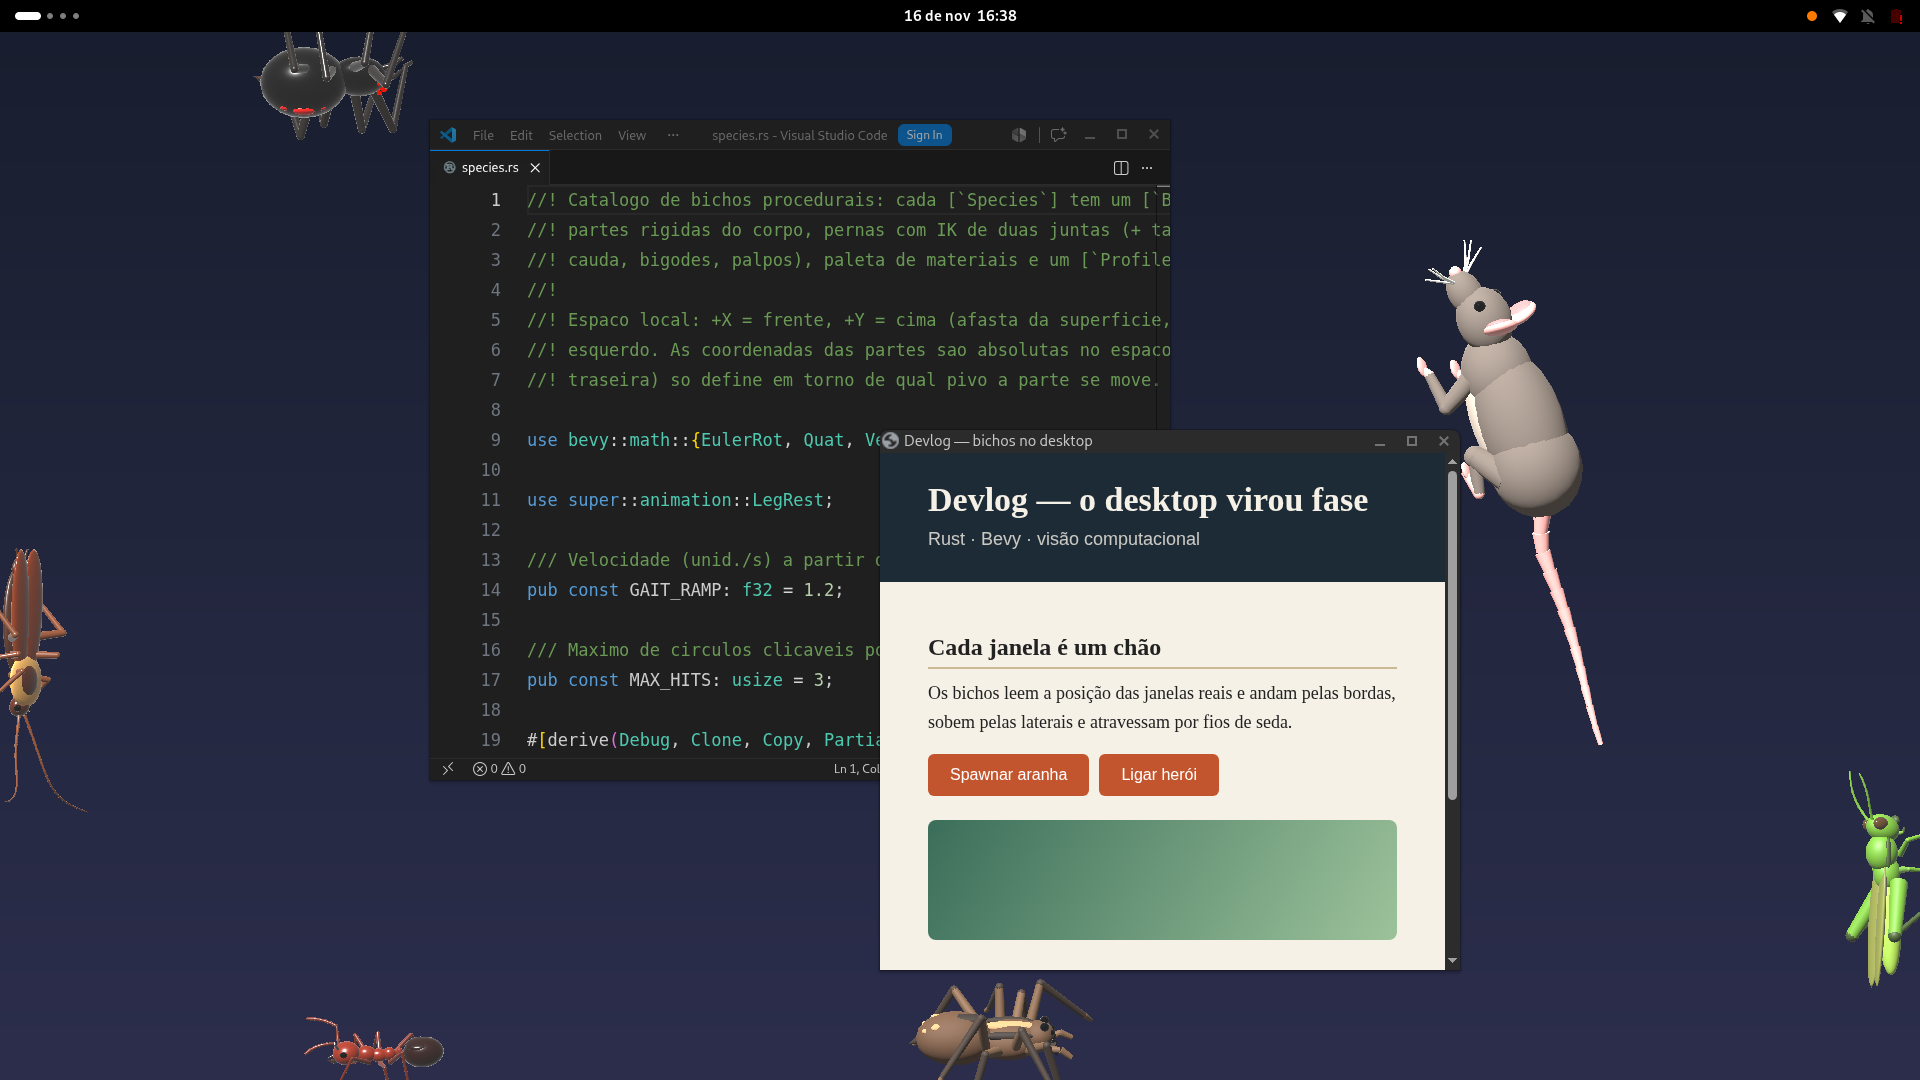 16 de nov 16:38
File Edit Selection View ··· species.rs - Visual Studio Code Sign In
species.rs
1 //! Catalogo de bichos procedurais: cada [`Species`] tem um [`B
2 //! partes rigidas do corpo, pernas com IK de duas juntas (+ ta
3 //! cauda, bigodes, palpos), paleta de materiais e um [`Profile
4 //!
5 //! Espaco local: +X = frente, +Y = cima (afasta da superficie,
6 //! esquerdo. As coordenadas das partes sao absolutas no espaco
7 //! traseira) so define em torno de qual pivo a parte se move.
8
9 use bevy::math::{EulerRot, Quat, Ve
10
11 use super::animation::LegRest;
12
13 /// Velocidade (unid./s) a partir d
14 pub const GAIT_RAMP: f32 = 1.2;
15
16 /// Maximo de circulos clicaveis po
17 pub const MAX_HITS: usize = 3;
18
19 #[derive(Debug, Clone, Copy, Partia
0 0 Ln 1, Col
Devlog — bichos no desktop
Devlog — o desktop virou fase
Rust · Bevy · visão computacional
Cada janela é um chão
Os bichos leem a posição das janelas reais e andam pelas bordas,
sobem pelas laterais e atravessam por fios de seda.
Spawnar aranha Ligar herói